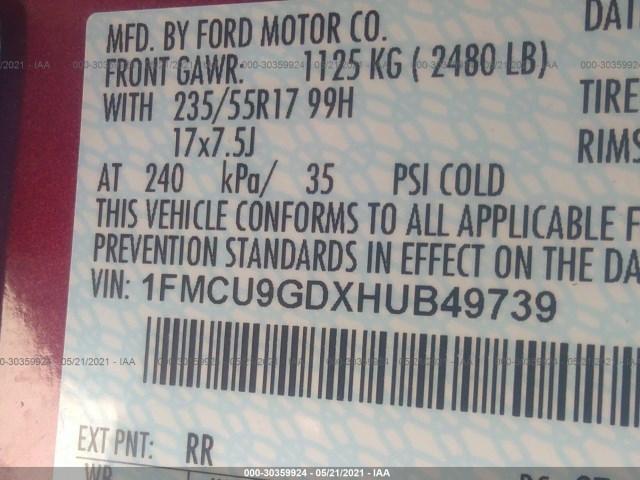 MFD. BY FORD MOTOR CO.
FRONT GAWR: 1125 KG ( 2480 LB)
WITH 235/55R17 99H TIRE
17x7.5J RIMS
AT 240 kPa/ 35 PSI COLD
THIS VEHICLE CONFORMS TO ALL APPLICABLE F
PREVENTION STANDARDS IN EFFECT ON THE DA
VIN: 1FMCU9GDXHUB49739
EXT PNT: RR
000-30359924 - 05/21/2021 - IAA